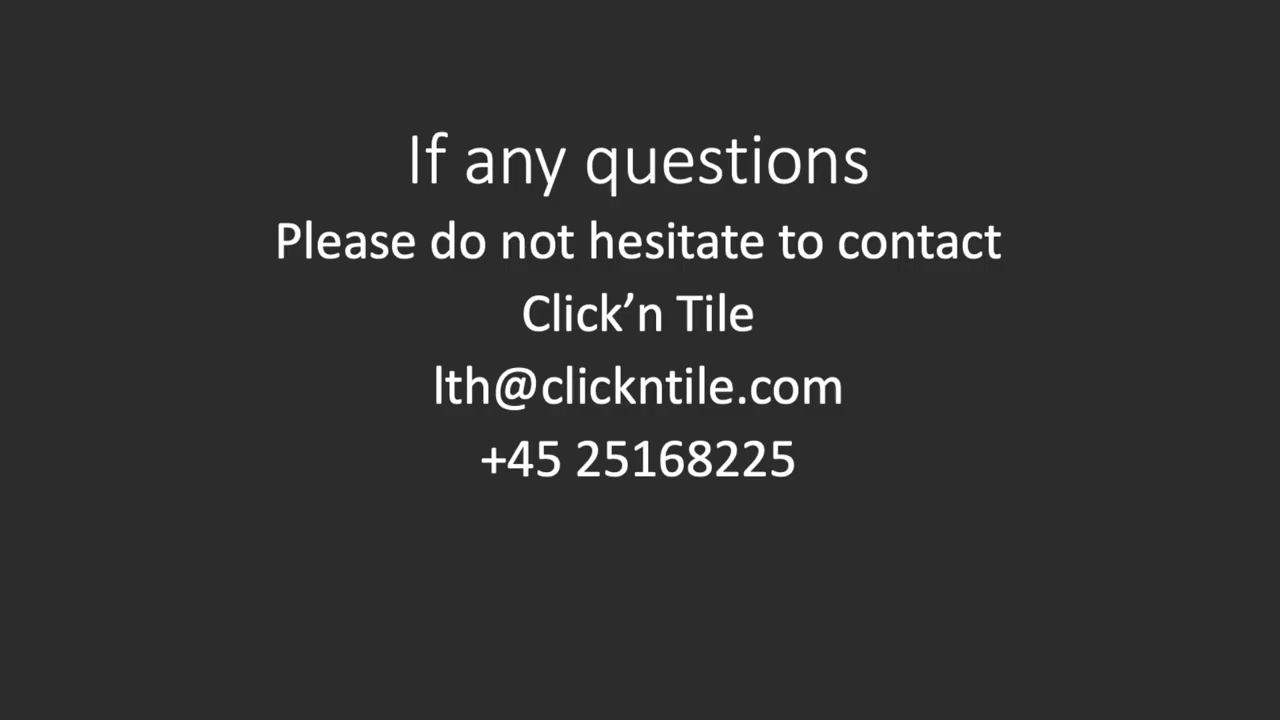 If any questions
Please do not hesitate to contact
Click’n Tile
lth@clickntile.com
+45 25168225